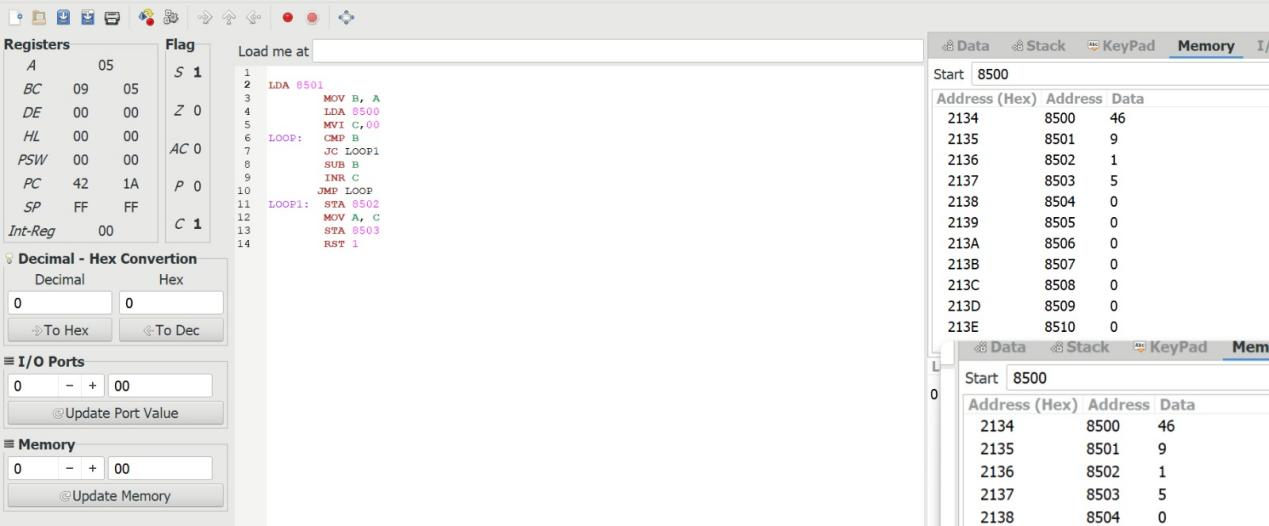 Registers
A 05
BC 09 05
DE 00 00
HL 00 00
PSW 00 00
PC 42 1A
SP FF FF
Int-Reg 00
Flag
S 1
Z 0
AC 0
P 0
C 1
Decimal - Hex Convertion
Decimal Hex
0 0
To Hex To Dec
I/O Ports
0 - + 00
Update Port Value
Memory
0 - + 00
Update Memory
Load me at
1
2 LDA 8501
3 MOV B, A
4 LDA 8500
5 MVI C,00
6 LOOP: CMP B
7 JC LOOP1
8 SUB B
9 INR C
10 JMP LOOP
11 LOOP1: STA 8502
12 MOV A, C
13 STA 8503
14 RST 1
Data Stack KeyPad Memory I/
Start 8500
Address (Hex) Address Data
2134 8500 46
2135 8501 9
2136 8502 1
2137 8503 5
2138 8504 0
2139 8505 0
213A 8506 0
213B 8507 0
213C 8508 0
213D 8509 0
213E 8510 0
L
0
Data Stack KeyPad Mem
Start 8500
Address (Hex) Address Data
2134 8500 46
2135 8501 9
2136 8502 1
2137 8503 5
2138 8504 0